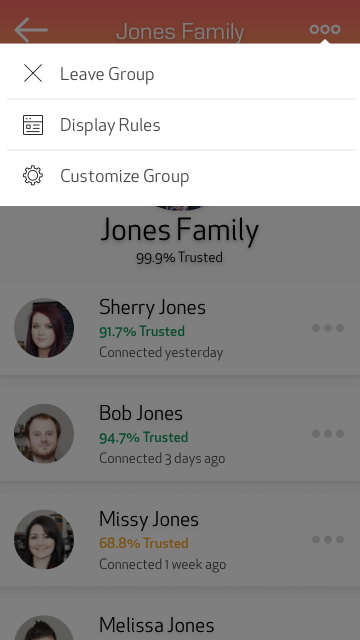 Jones Family
Leave Group
Display Rules
Customize Group
Jones Family
99.9% Trusted
Sherry Jones
91.7% Trusted
Connected yesterday
Bob Jones
94.7% Trusted
Connected 3 days ago
Missy Jones
68.8% Trusted
Connected 1 week ago
Melissa Jones